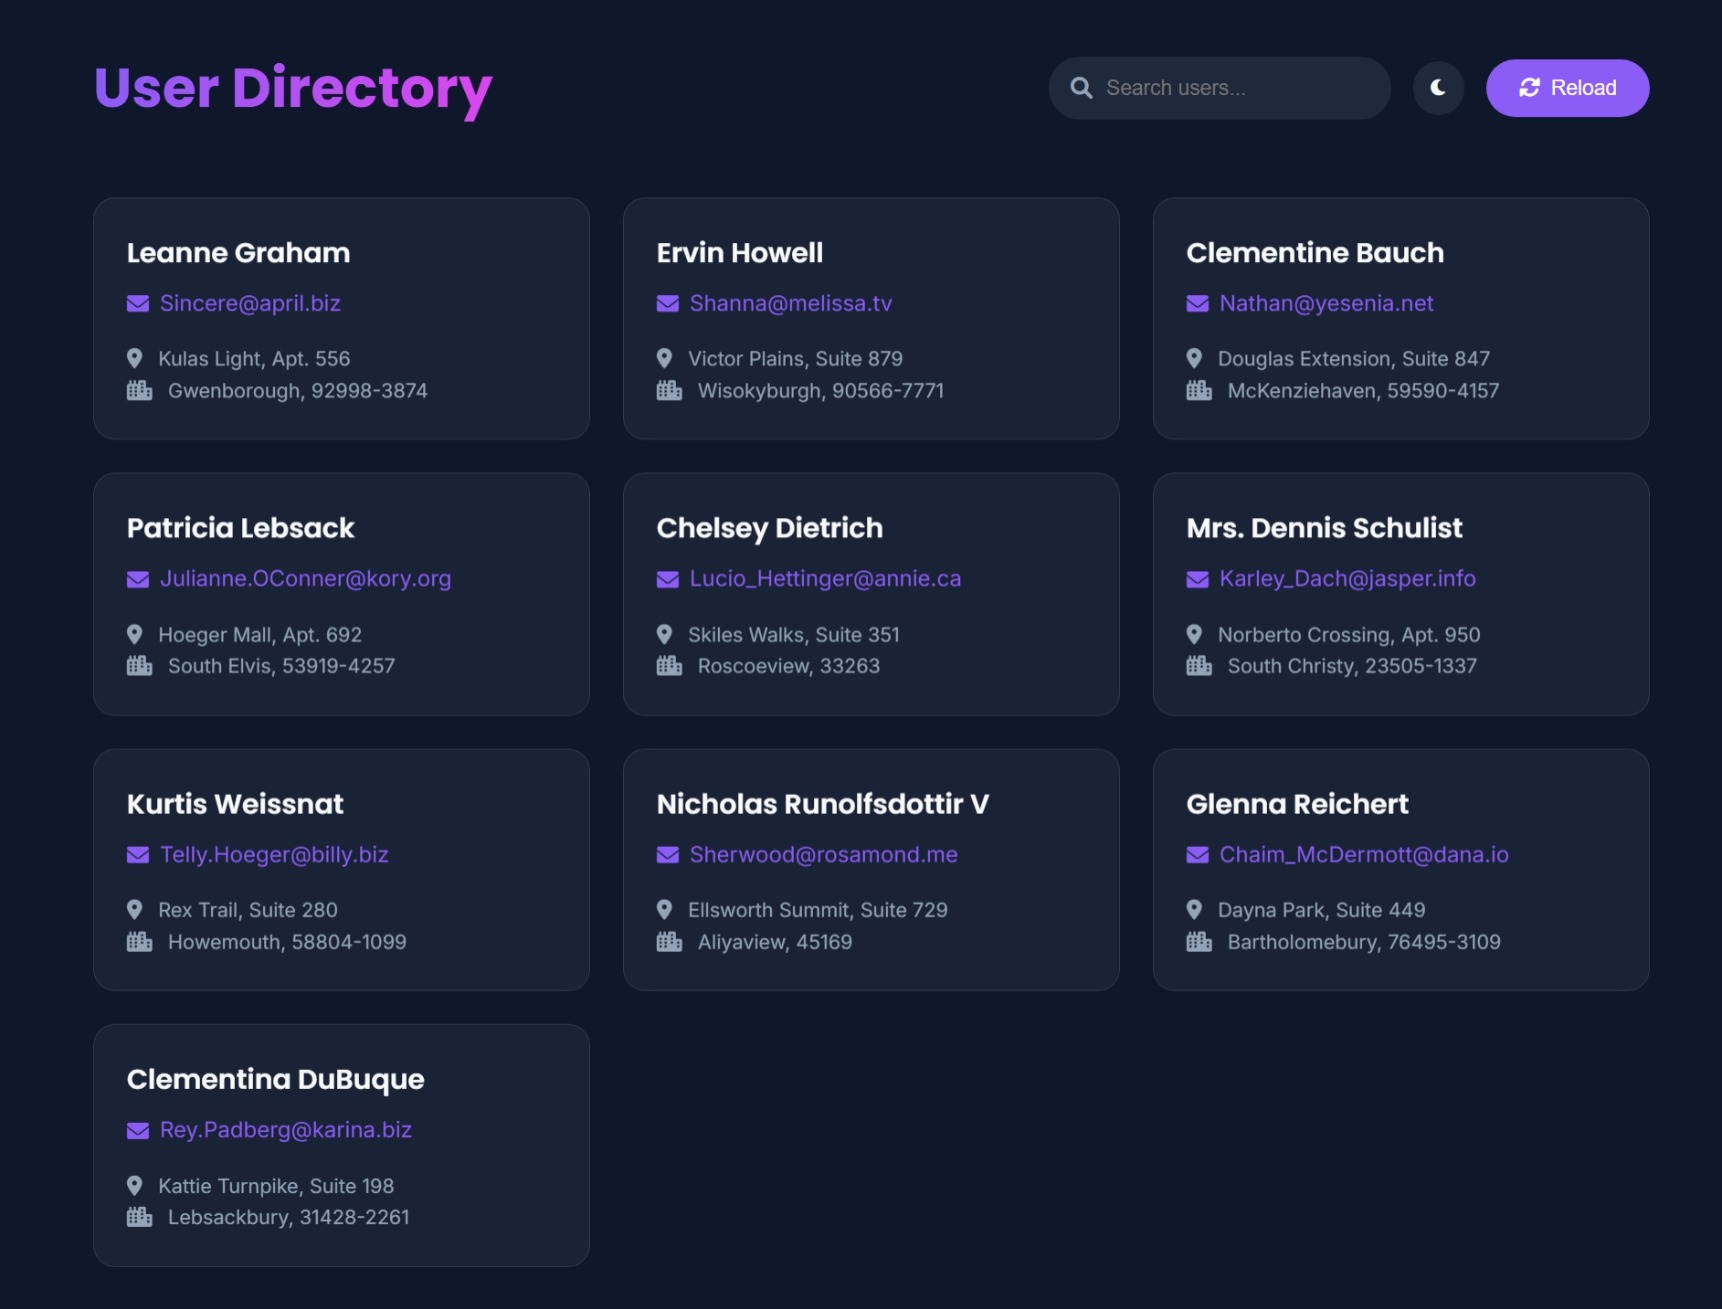 User Directory
Search users...
Reload
Leanne Graham
Sincere@april.biz
Kulas Light, Apt. 556
Gwenborough, 92998-3874
Ervin Howell
Shanna@melissa.tv
Victor Plains, Suite 879
Wisokyburgh, 90566-7771
Clementine Bauch
Nathan@yesenia.net
Douglas Extension, Suite 847
McKenziehaven, 59590-4157
Patricia Lebsack
Julianne.OConner@kory.org
Hoeger Mall, Apt. 692
South Elvis, 53919-4257
Chelsey Dietrich
Lucio_Hettinger@annie.ca
Skiles Walks, Suite 351
Roscoeview, 33263
Mrs. Dennis Schulist
Karley_Dach@jasper.info
Norberto Crossing, Apt. 950
South Christy, 23505-1337
Kurtis Weissnat
Telly.Hoeger@billy.biz
Rex Trail, Suite 280
Howemouth, 58804-1099
Nicholas Runolfsdottir V
Sherwood@rosamond.me
Ellsworth Summit, Suite 729
Aliyaview, 45169
Glenna Reichert
Chaim_McDermott@dana.io
Dayna Park, Suite 449
Bartholomebury, 76495-3109
Clementina DuBuque
Rey.Padberg@karina.biz
Kattie Turnpike, Suite 198
Lebsackbury, 31428-2261